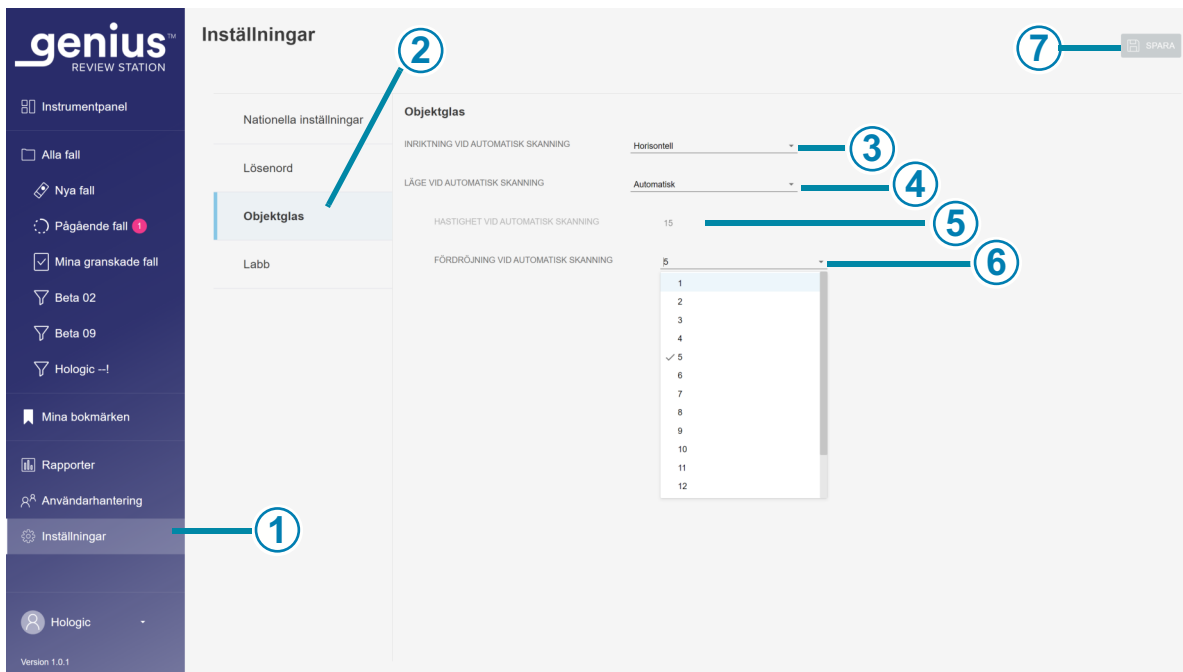 genius™
REVIEW STATION
Instrumentpanel
Alla fall
Nya fall
Pågående fall 1
Mina granskade fall
Beta 02
Beta 09
Hologic --!
Mina bokmärken
Rapporter
Användarhantering
Inställningar
Hologic
Version 1.0.1
Inställningar
SPARA
Nationella inställningar
Lösenord
Objektglas
Labb
Objektglas
INRIKTNING VID AUTOMATISK SKANNING
Horisontell
LÄGE VID AUTOMATISK SKANNING
Automatisk
HASTIGHET VID AUTOMATISK SKANNING
15
FÖRDRÖJNING VID AUTOMATISK SKANNING
5
1
2
3
4
5
6
7
8
9
10
11
12
1
2
3
4
5
6
7